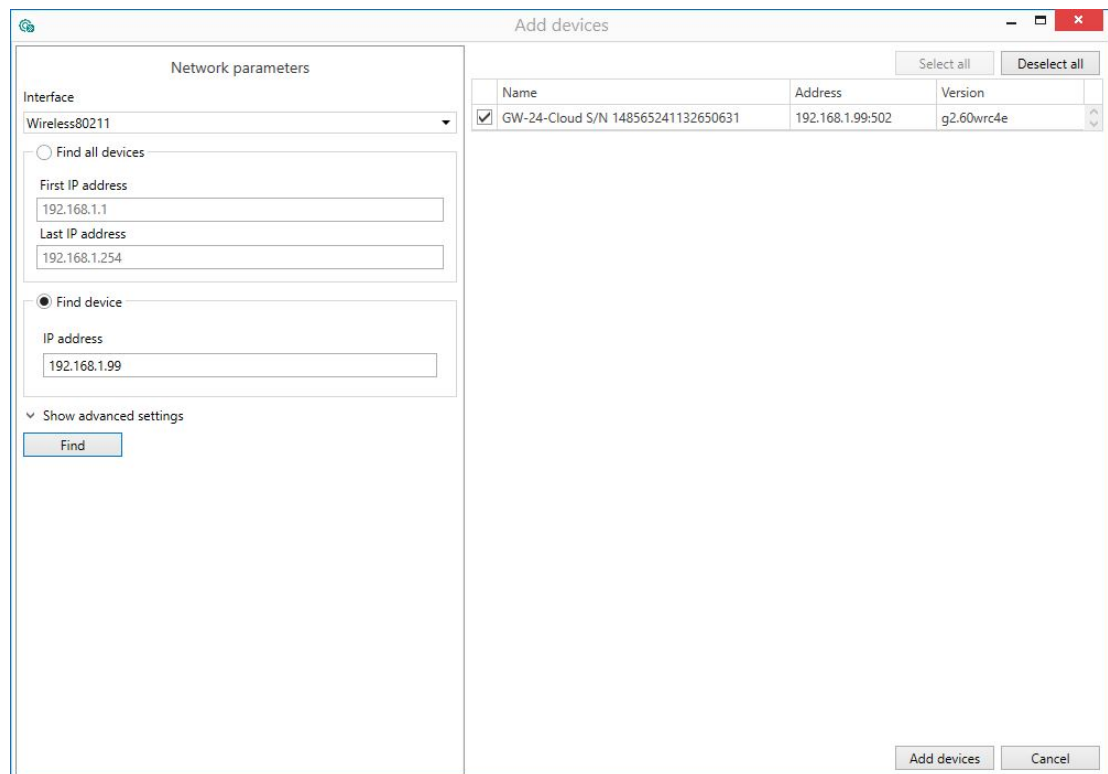 Add devices
Network parameters
Interface
Wireless80211
Find all devices
First IP address
192.168.1.1
Last IP address
192.168.1.254
Find device
IP address
192.168.1.99
Show advanced settings
Find
Select all Deselect all
Name Address Version
GW-24-Cloud S/N 148565241132650631 192.168.1.99:502 g2.60wrc4e
Add devices Cancel